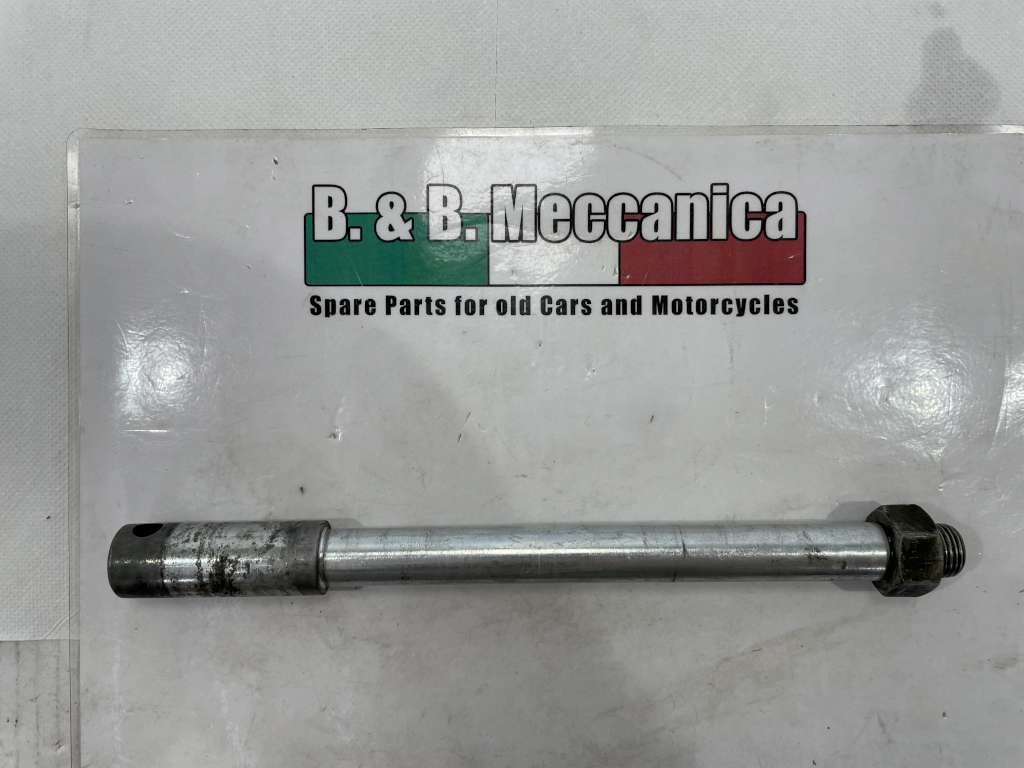 B. & B. Meccanica
Spare Parts for old Cars and Motorcycles